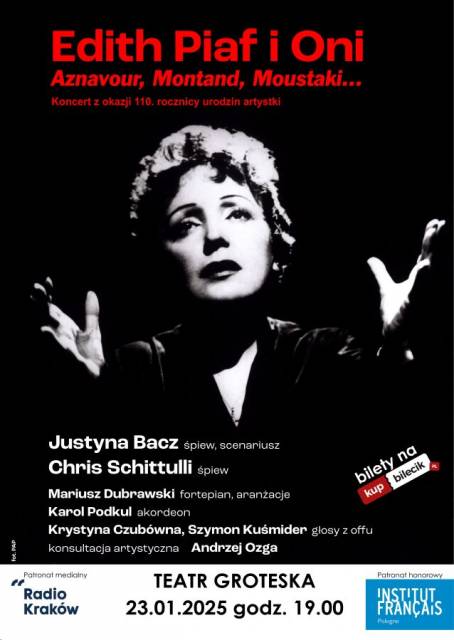 Edith Piaf i Oni
Aznavour, Montand, Moustaki...
Koncert z okazji 110. rocznicy urodzin artystki
Justyna Bacz śpiew, scenariusz
Chris Schittulli śpiew
Mariusz Dubrawski fortepian, aranżacje
Karol Podkul akordeon
Krystyna Czubówna, Szymon Kuśmider głosy z offu
konsultacja artystyczna Andrzej Ozga
bilety na
kup bilecik.pl
fot. PAP
Patronat medialny
Radio
Kraków
TEATR GROTESKA
23.01.2025 godz. 19.00
Patronat honorowy
INSTITUT
FRANÇAIS
Pologne